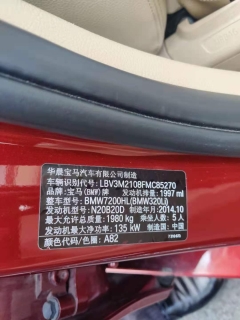 华晨宝马汽车有限公司制造
车辆识别代号: LBV3M2108FMC85270
品牌: 宝马(BMW)牌 发动机排量: 1997 ml
整车型号: BMW7200HL(BMW320Li)
发动机型号: N20B20D 制造年月: 2014.10
最大允许总质量: 1980 kg 乘坐人数: 5人
发动机最大净功率: 135 kW 制造国: 中国
颜色代码/色圈: A82